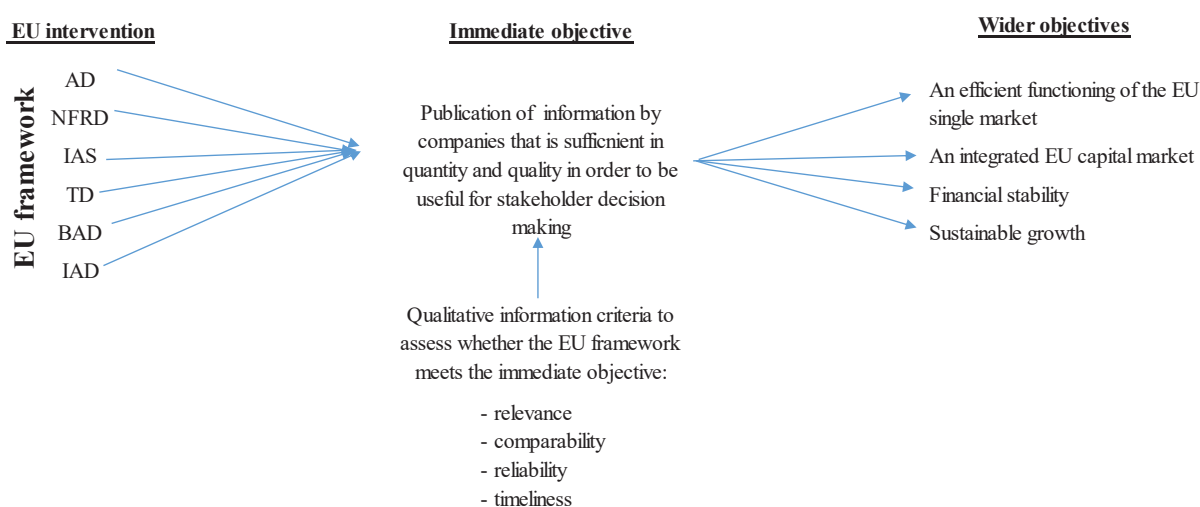 EU intervention
EU framework
AD
NFRD
IAS
TD
BAD
IAD
Immediate objective
Publication of information by
companies that is sufficnient in
quantity and quality in order to be
useful for stakeholder decision
making
Qualitative information criteria to
assess whether the EU framework
meets the immediate objective:
- relevance
- comparability
- reliability
- timeliness
Wider objectives
An efficient functioning of the EU
single market
An integrated EU capital market
Financial stability
Sustainable growth